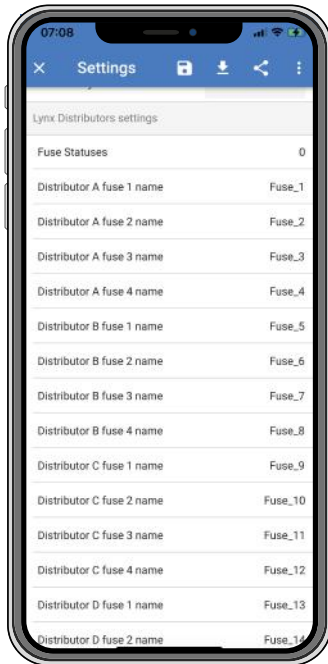 07:08
Settings
Lynx Distributors settings
Fuse Statuses 0
Distributor A fuse 1 name Fuse_1
Distributor A fuse 2 name Fuse_2
Distributor A fuse 3 name Fuse_3
Distributor A fuse 4 name Fuse_4
Distributor B fuse 1 name Fuse_5
Distributor B fuse 2 name Fuse_6
Distributor B fuse 3 name Fuse_7
Distributor B fuse 4 name Fuse_8
Distributor C fuse 1 name Fuse_9
Distributor C fuse 2 name Fuse_10
Distributor C fuse 3 name Fuse_11
Distributor C fuse 4 name Fuse_12
Distributor D fuse 1 name Fuse_13
Distributor D fuse 2 name Fuse_14